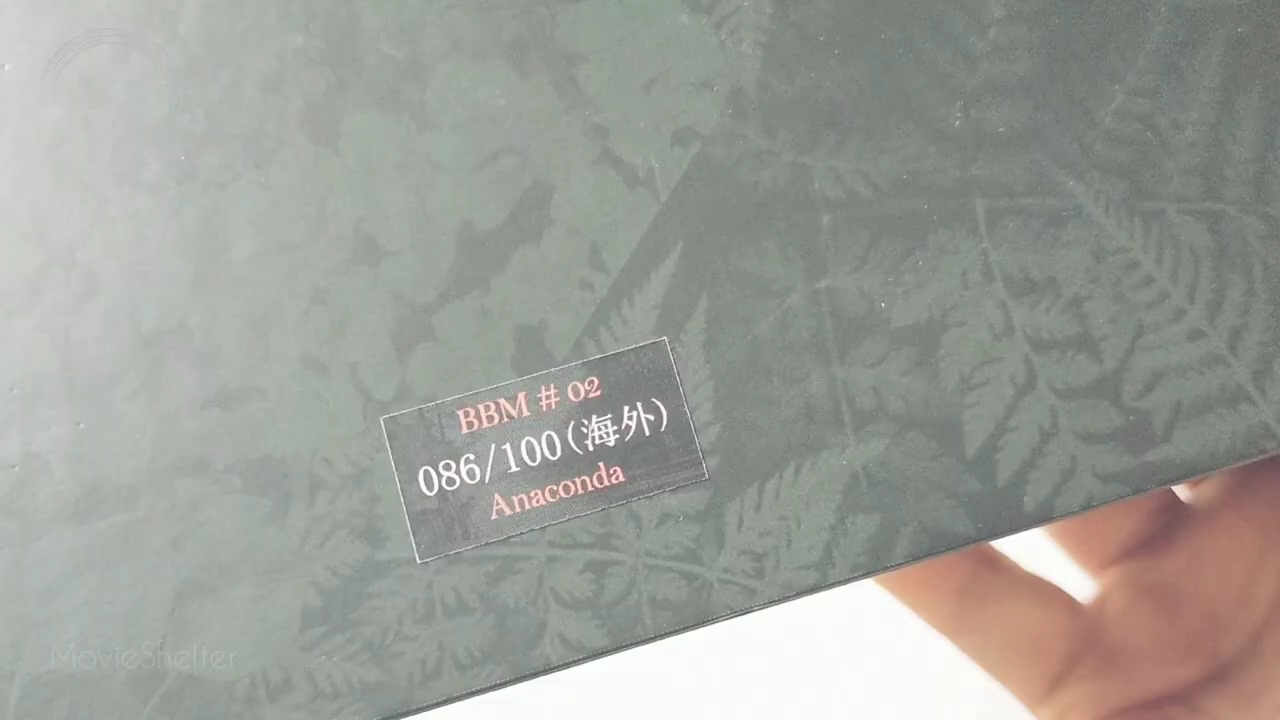 BBM # 02
086/100(海外)
Anaconda
MovieShelter